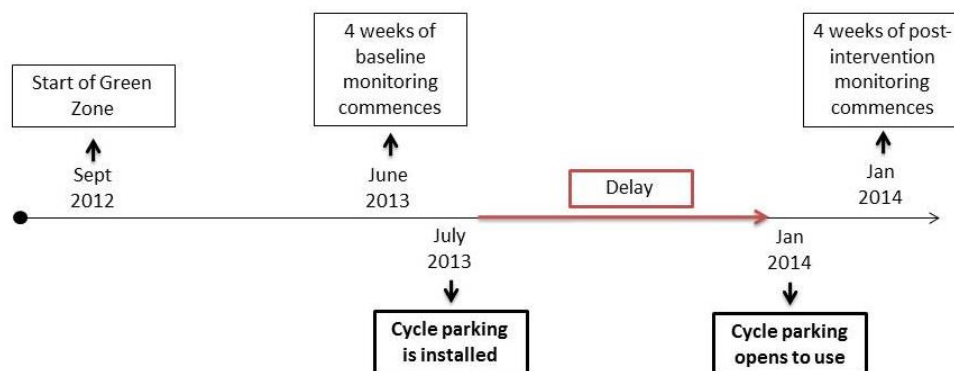 Start of Green
Zone
Sept
2012
4 weeks of
baseline
monitoring
commences
June
2013
July
2013
Cycle parking
is installed
Delay
4 weeks of post-
intervention
monitoring
commences
Jan
2014
Jan
2014
Cycle parking
opens to use